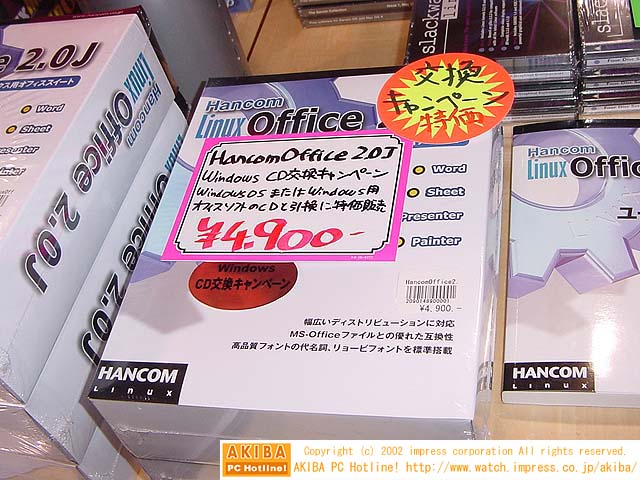 2.0J
Hancom
Linux
Office 2.0J
Word
Sheet
Office 2.0J
slackware
slackware
交換
キャンペーン
特価
Hancom
Linux Office
HancomOffice 2.0J
Windows CD交換キャンペーン
WindowsOSまたはWindows用
オフィスソフトのCDと引換に特価販売
¥4,900-
Word
Sheet
Presenter
Painter
HancomOffice2.
¥4,900.-
Windows
CD交換キャンペーン
幅広いディストリビューションに対応
MS-Officeファイルとの優れた互換性
高品質フォントの代名詞、リョービフォントを標準搭載
HANCOM
LINUX
Hancom
Linux Offic
ユー
HANCOM
LINUX
AKIBA
PC Hotline!
Copyright (c) 2002 impress corporation All rights reserved.
AKIBA PC Hotline! http://www.watch.impress.co.jp/akiba/